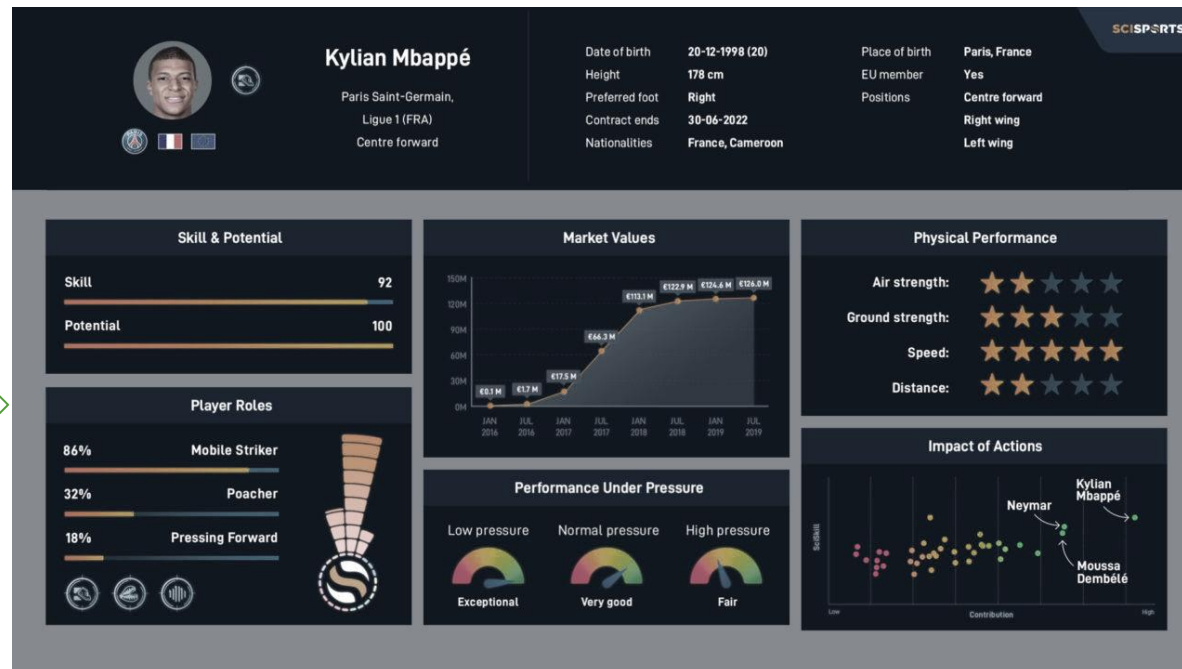 SCISPORTS
Kylian Mbappé
Paris Saint-Germain,
Ligue 1 (FRA)
Centre forward
Date of birth 20-12-1998 (20)
Height 178 cm
Preferred foot Right
Contract ends 30-06-2022
Nationalities France, Cameroon
Place of birth Paris, France
EU member Yes
Positions Centre forward
Right wing
Left wing
Skill & Potential
Skill 92
Potential 100
Player Roles
86% Mobile Striker
32% Poacher
18% Pressing Forward
Market Values
150M
120M
90M
60M
30M
0M
€0.1 M
€1.7 M
€17.5 M
€66.3 M
€113.1 M
€122.9 M
€124.6 M
€126.0 M
JAN 2016
JUL 2016
JAN 2017
JUL 2017
JAN 2018
JUL 2018
JAN 2019
JUL 2019
Performance Under Pressure
Low pressure Normal pressure High pressure
Exceptional Very good Fair
Physical Performance
Air strength:
Ground strength:
Speed:
Distance:
Impact of Actions
SciSkill
Kylian
Mbappé
Neymar
Moussa
Dembélé
Low Contribution High